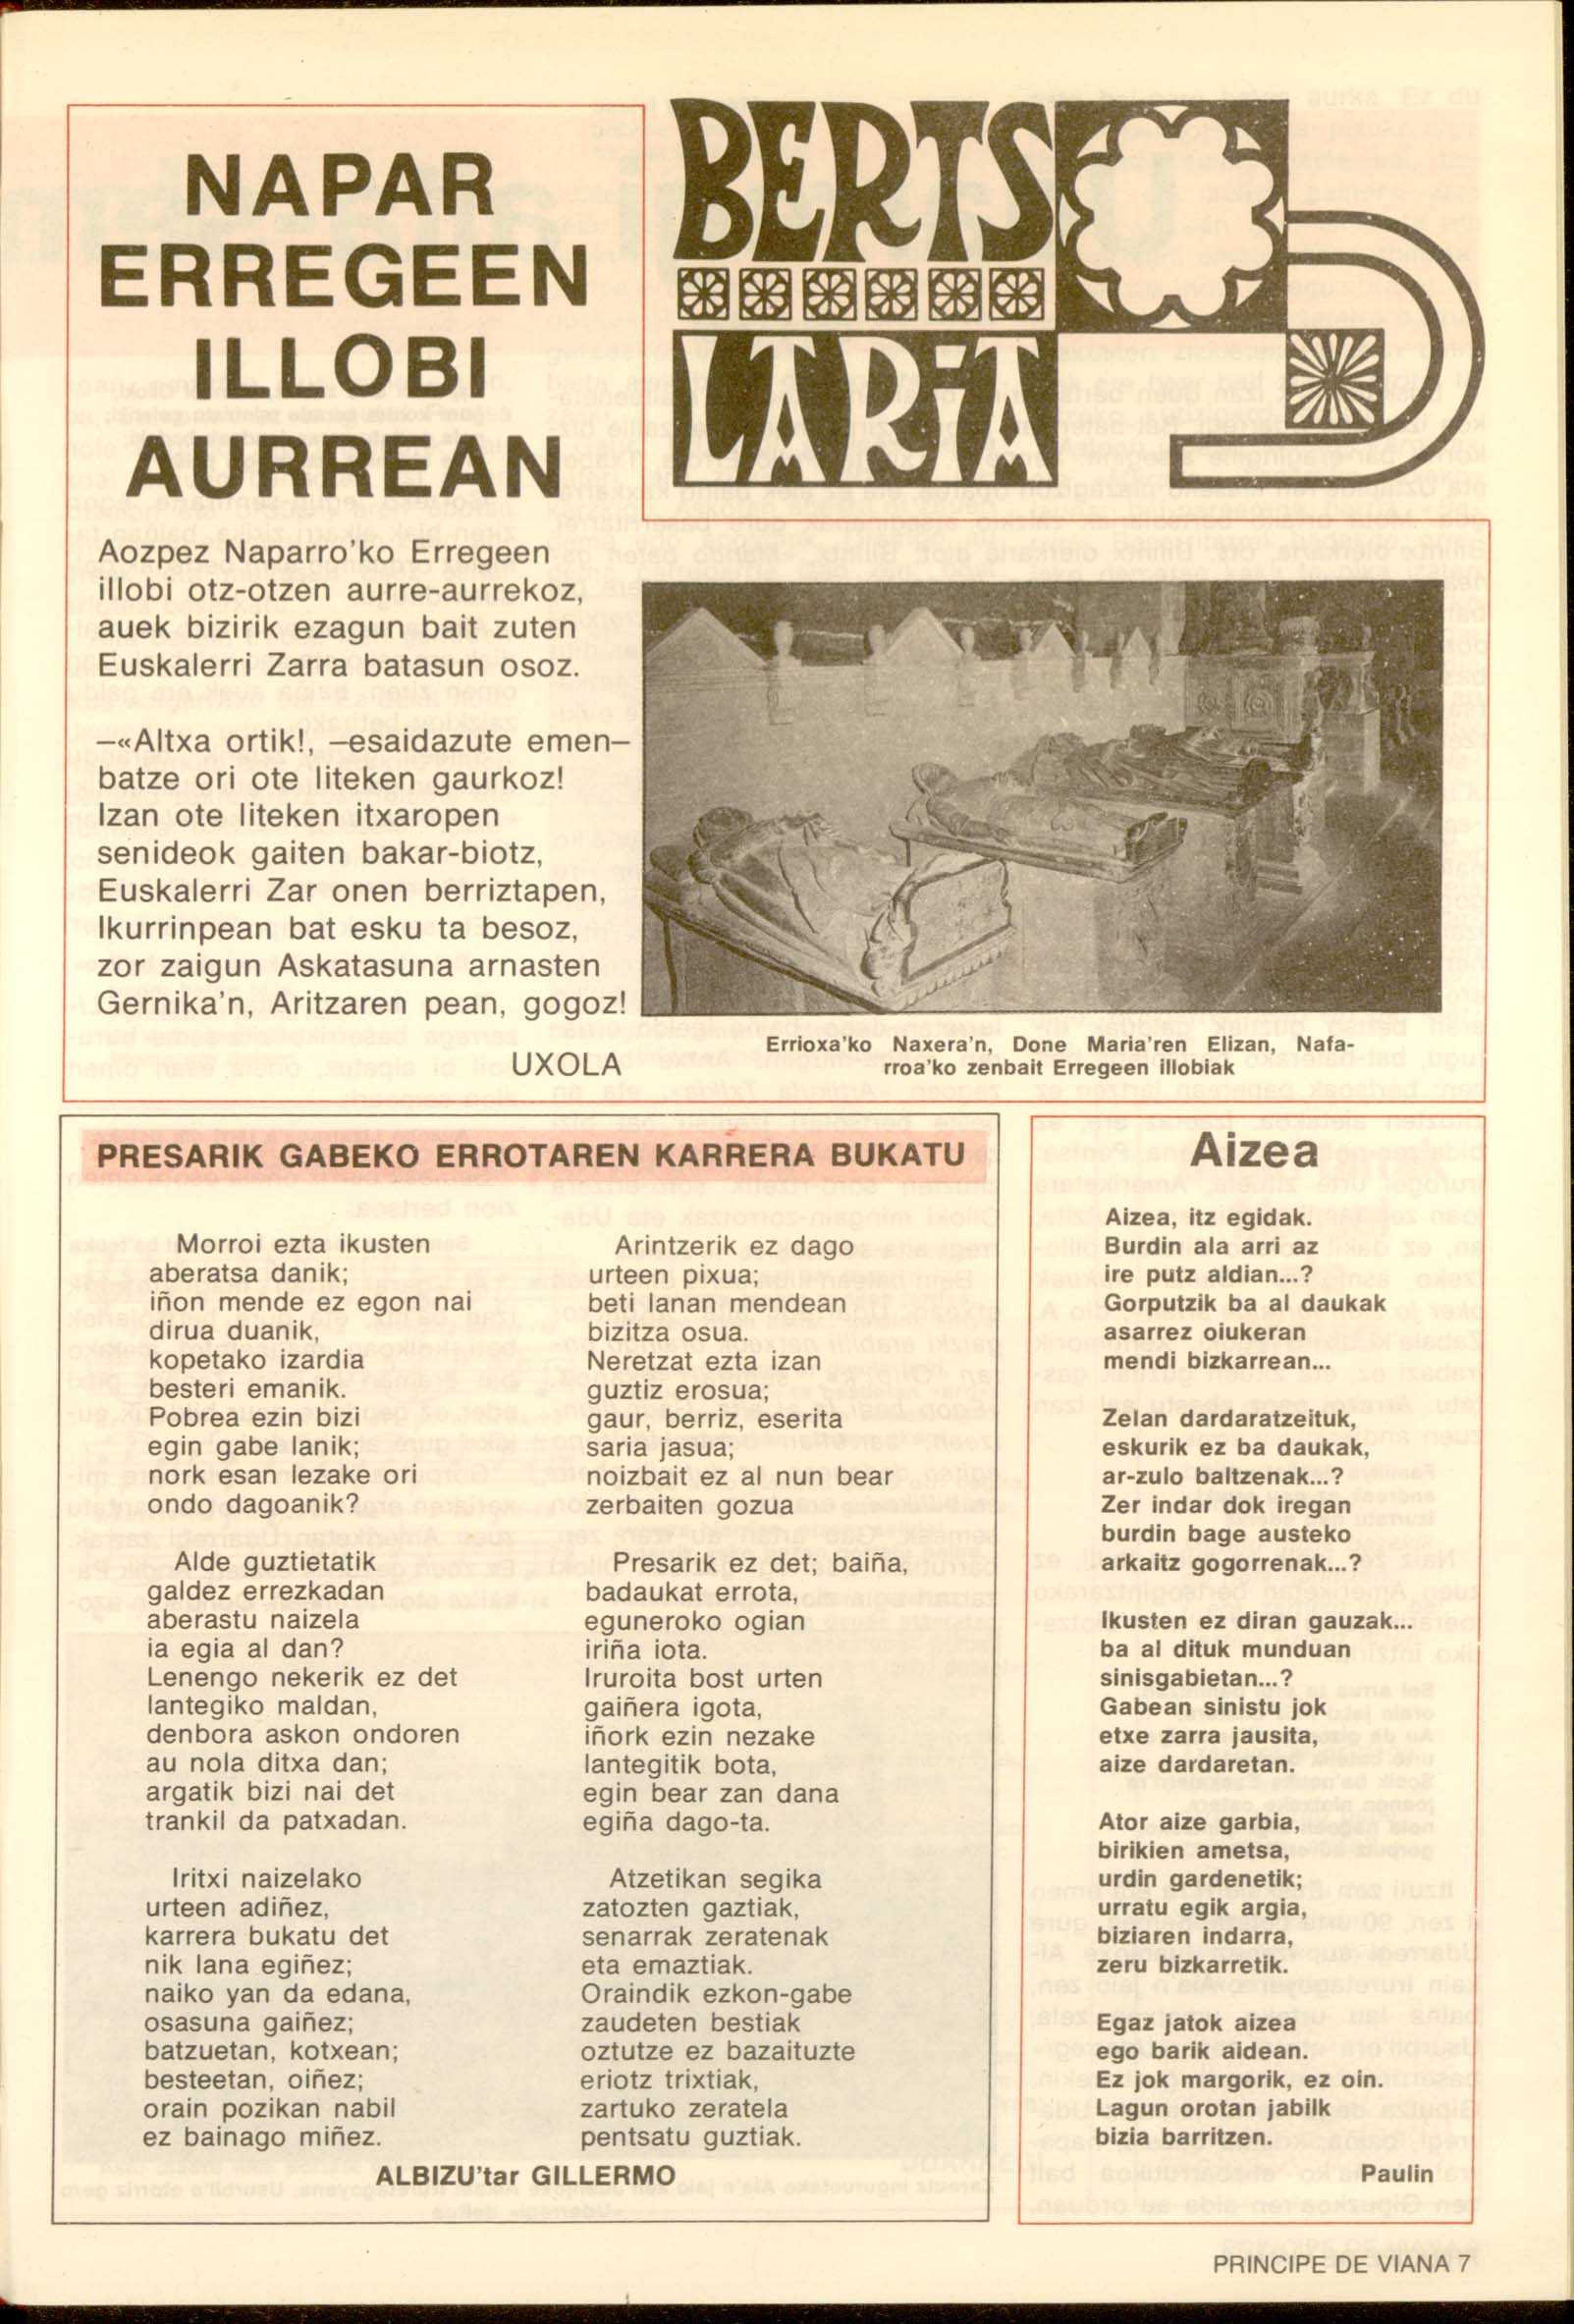 NAPAR
ERREGEEN
ILLOBI
AURREAN
BERTS
LARiA
Aozpez Naparro'ko Erregeen
illobi otz-otzen aurre-aurrekoz,
auek bizirik ezagun bait zuten
Euskalerri Zarra batasun osoz.
–«Altxa ortik!, –esaidazute emen–
batze ori ote liteken gaurkoz!
Izan ote liteken itxaropen
senideok gaiten bakar-biotz,
Euskalerri Zar onen berriztapen,
Ikurrinpean bat esku ta besoz,
zor zaigun Askatasuna arnasten
Gernika'n, Aritzaren pean, gogoz!
UXOLA
Errioxa'ko Naxera'n, Done Maria'ren Elizan, Nafa-
rroa'ko zenbait Erregeen illobiak
PRESARIK GABEKO ERROTAREN KARRERA BUKATU
Morroi ezta ikusten
aberatsa danik;
iñon mende ez egon nai
dirua duanik,
kopetako izardia
besteri emanik.
Pobrea ezin bizi
egin gabe lanik;
nork esan lezake ori
ondo dagoanik?
Alde guztietatik
galdez errezkadan
aberastu naizela
ia egia al dan?
Lenengo nekerik ez det
lantegiko maldan,
denbora askon ondoren
au nola ditxa dan;
argatik bizi nai det
trankil da patxadan.
Iritxi naizelako
urteen adiñez,
karrera bukatu det
nik lana egiñez;
naiko yan da edana,
osasuna gaiñez;
batzuetan, kotxean;
besteetan, oiñez;
orain pozikan nabil
ez bainago miñez.
Arintzerik ez dago
urteen pixua;
beti lanan mendean
bizitza osua.
Neretzat ezta izan
guztiz erosua;
gaur, berriz, eserita
saria jasua;
noizbait ez al nun bear
zerbaiten gozua
Presarik ez det; baiña,
badaukat errota,
eguneroko ogian
iriña iota.
Iruroita bost urten
gaiñera igota,
iñork ezin nezake
lantegitik bota,
egin bear zan dana
egiña dago-ta.
Atzetikan segika
zatozten gaztiak,
senarrak zeratenak
eta emaztiak.
Oraindik ezkon-gabe
zaudeten bestiak
oztutze ez bazaituzte
eriotz trixtiak,
zartuko zeratela
pentsatu guztiak.
ALBIZU'tar GILLERMO
Aizea
Aizea, itz egidak.
Burdin ala arri az
ire putz aldian...?
Gorputzik ba al daukak
asarrez oiukeran
mendi bizkarrean...
Zelan dardaratzeituk,
eskurik ez ba daukak,
ar-zulo baltzenak...?
Zer indar dok iregan
burdin bage austeko
arkaitz gogorrenak...?
Ikusten ez diran gauzak...
ba al dituk munduan
sinisgabietan...?
Gabean sinistu jok
etxe zarra jausita,
aize dardaretan.
Ator aize garbia,
birikien ametsa,
urdin gardenetik;
urratu egik argia,
biziaren indarra,
zeru bizkarretik.
Egaz jatok aizea
ego barik aidean.
Ez jok margorik, ez oin.
Lagun orotan jabilk
bizia barritzen.
Paulin
PRINCIPE DE VIANA 7